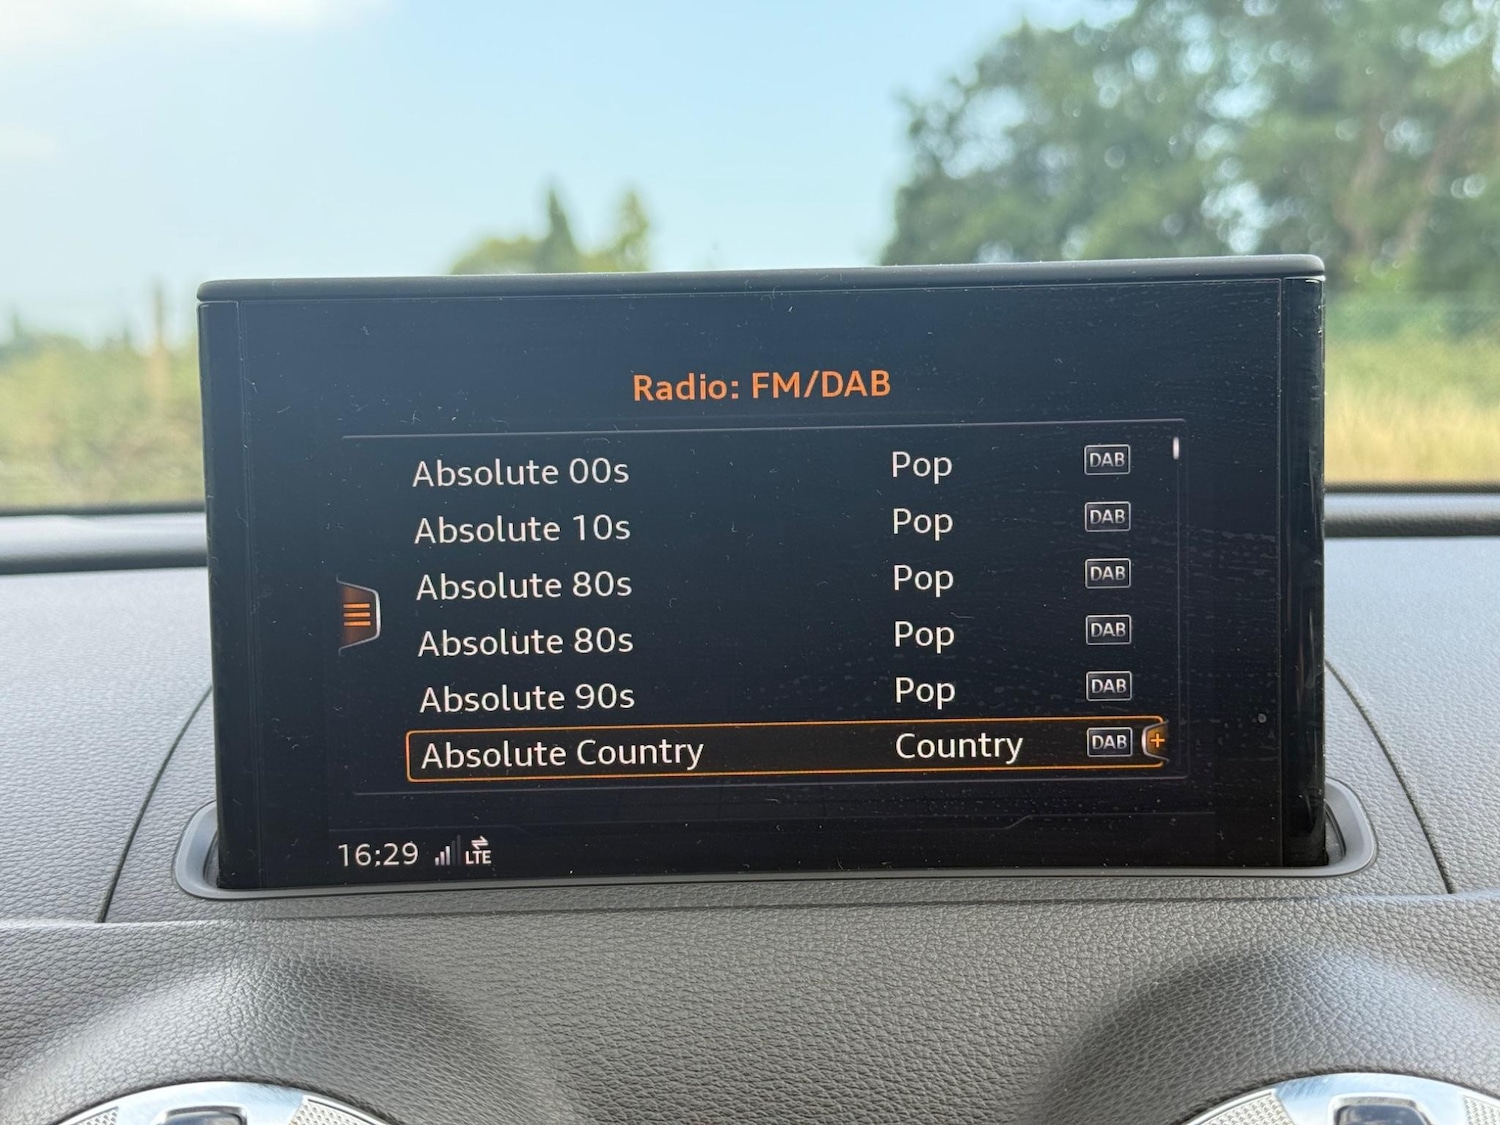 Radio: FM/DAB
Absolute 00s Pop DAB
Absolute 10s Pop DAB
Absolute 80s Pop DAB
Absolute 80s Pop DAB
Absolute 90s Pop DAB
Absolute Country Country DAB +
16:29 LTE